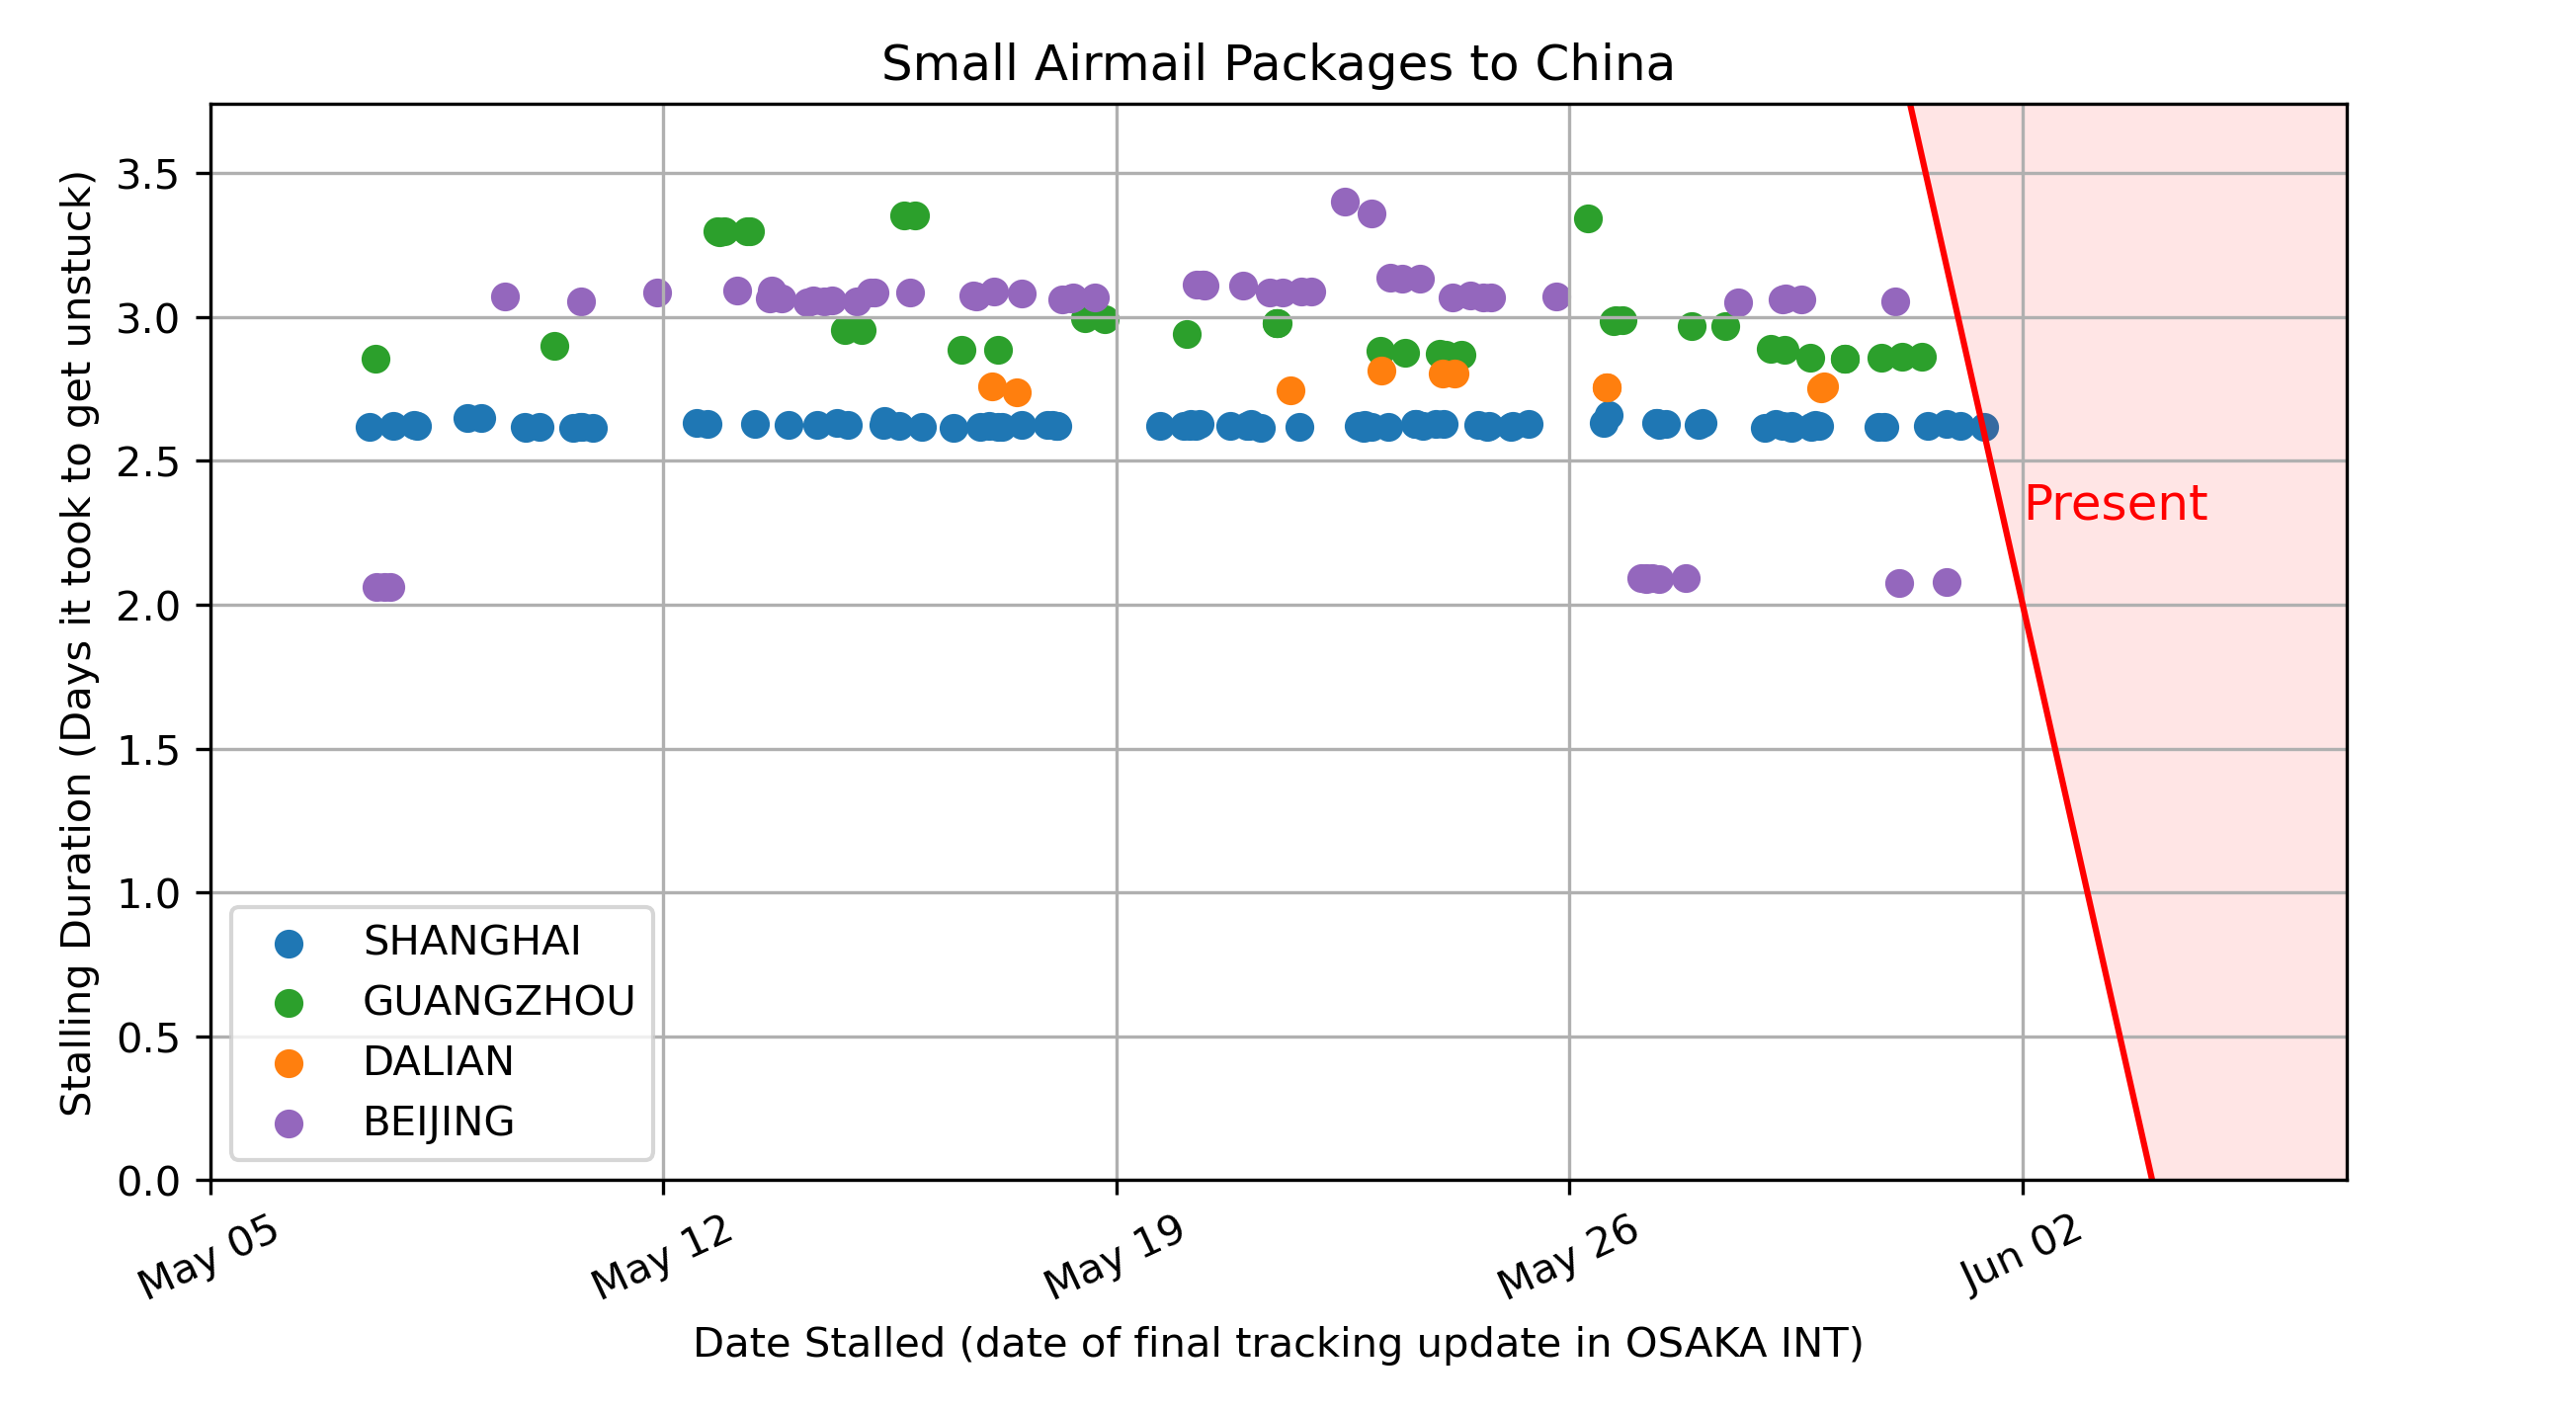 Small Airmail Packages to China
Stalling Duration (Days it took to get unstuck)
3.5
3.0
2.5
2.0
1.5
1.0
0.5
0.0
Present
SHANGHAI
GUANGZHOU
DALIAN
BEIJING
May 05
May 12
May 19
May 26
Jun 02
Date Stalled (date of final tracking update in OSAKA INT)